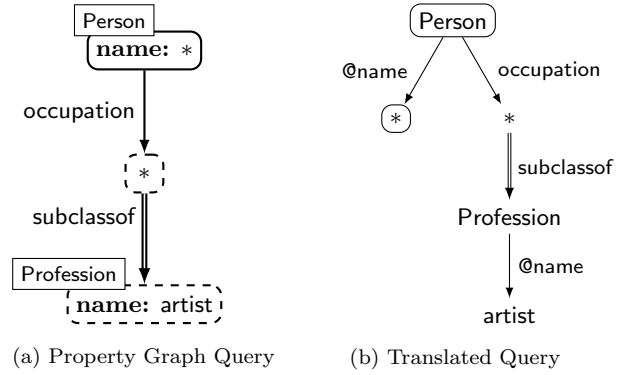 Person
name: *
occupation
*
subclassof
Profession
name: artist
(a) Property Graph Query
Person
@name
occupation
*
*
subclassof
Profession
@name
artist
(b) Translated Query